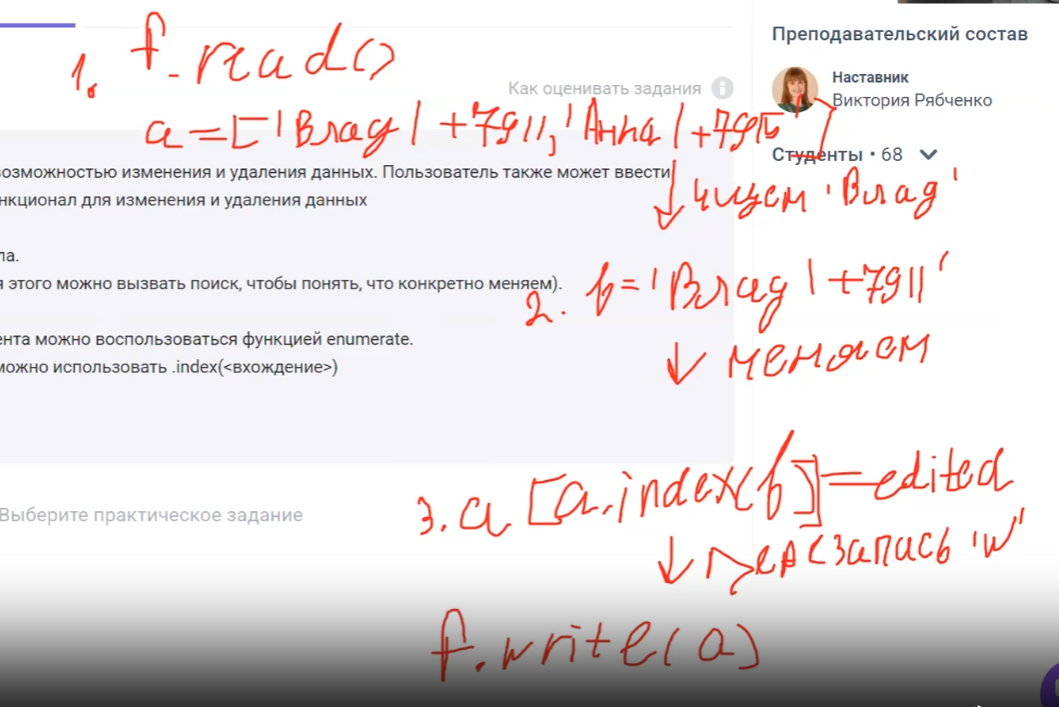 Преподавательский состав
1. f.read()
Как оценивать задания
Наставник
Виктория Рябченко
a = ['Влад | +7911, 'Анна | +7915']
Студенты • 68
возможностью изменения и удаления данных. Пользователь также может ввести
нкционал для изменения и удаления данных
↓ ищем 'Влад'
ла.
я этого можно вызвать поиск, чтобы понять, что конкретно меняем).
2. b = 'Влад | +7911'
ента можно воспользоваться функцией enumerate.
можно использовать .index(<вхождение>)
↓ меняем
3. a [a.index(b)] = edited
Выберите практическое задание
↓ перезапись 'w'
f.write(a)